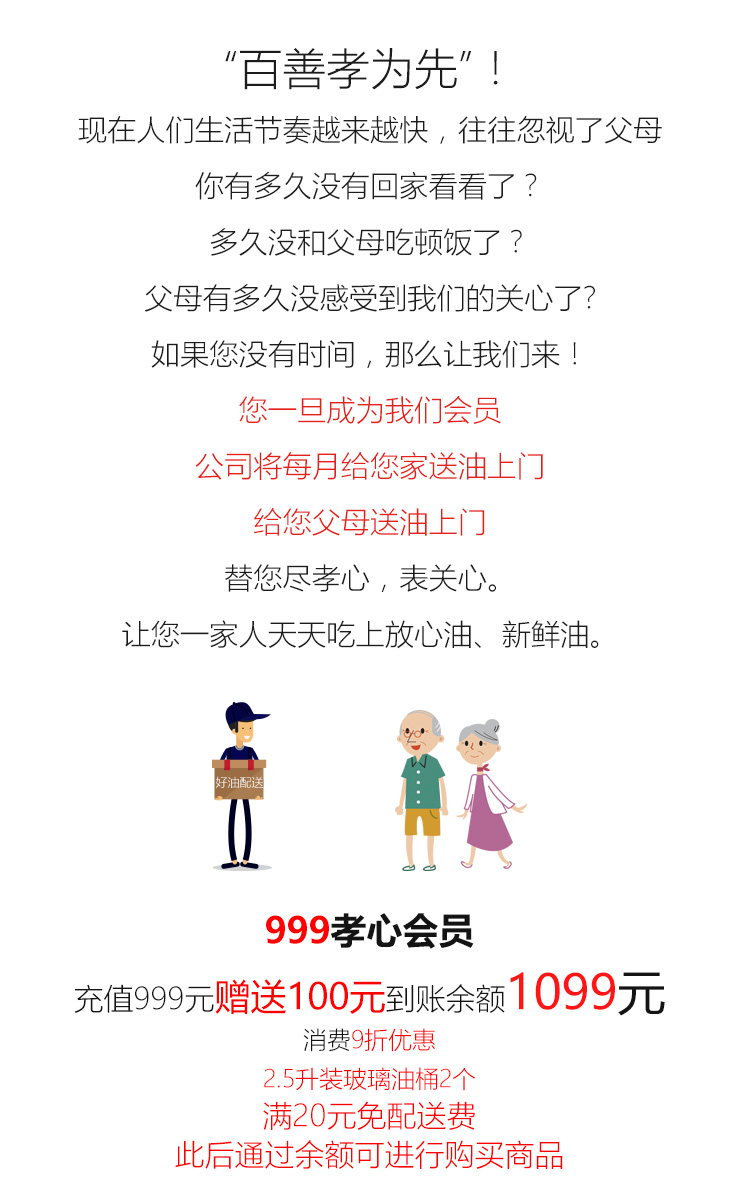 “百善孝为先”！
现在人们生活节奏越来越快，往往忽视了父母
你有多久没有回家看看了？
多久没和父母吃顿饭了？
父母有多久没感受到我们的关心了?
如果您没有时间，那么让我们来！
您一旦成为我们会员
公司将每月给您家送油上门
给您父母送油上门
替您尽孝心，表关心。
让您一家人天天吃上放心油、新鲜油。
好油配送
999孝心会员
充值999元赠送100元到账余额1099元
消费9折优惠
2.5升装玻璃油桶2个
满20元免配送费
此后通过余额可进行购买商品